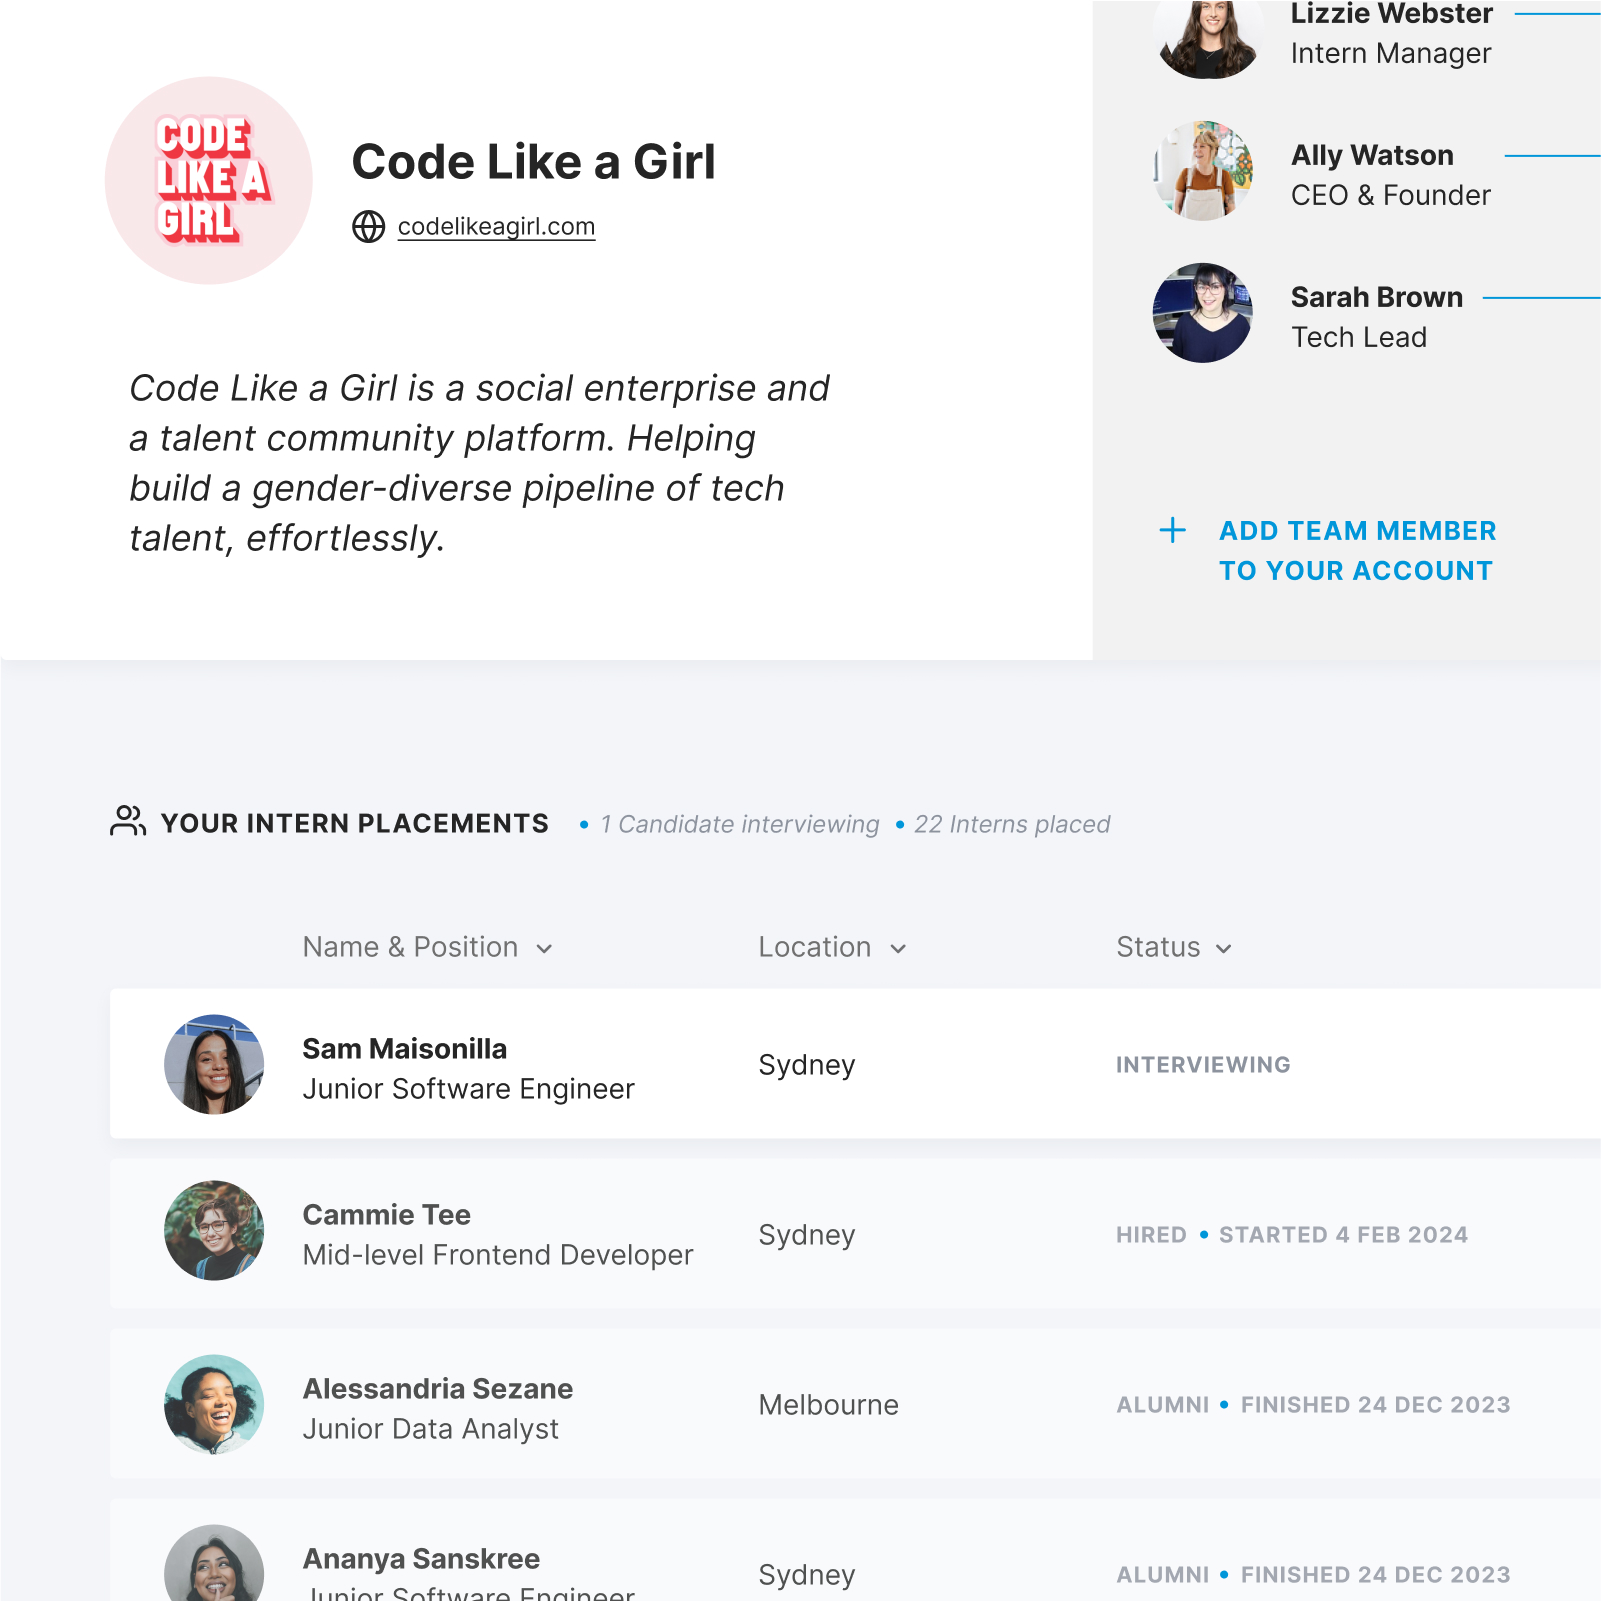 CODE
LIKE A
GIRL
Code Like a Girl
codelikeagirl.com
Code Like a Girl is a social enterprise and
a talent community platform. Helping
build a gender-diverse pipeline of tech
talent, effortlessly.
Lizzie Webster
Intern Manager
Ally Watson
CEO & Founder
Sarah Brown
Tech Lead
ADD TEAM MEMBER
TO YOUR ACCOUNT
YOUR INTERN PLACEMENTS • 1 Candidate interviewing • 22 Interns placed
Name & Position Location Status
Sam Maisonilla
Junior Software Engineer
Sydney
INTERVIEWING
Cammie Tee
Mid-level Frontend Developer
Sydney
HIRED • STARTED 4 FEB 2024
Alessandria Sezane
Junior Data Analyst
Melbourne
ALUMNI • FINISHED 24 DEC 2023
Ananya Sanskree
Junior Software Engineer
Sydney
ALUMNI • FINISHED 24 DEC 2023